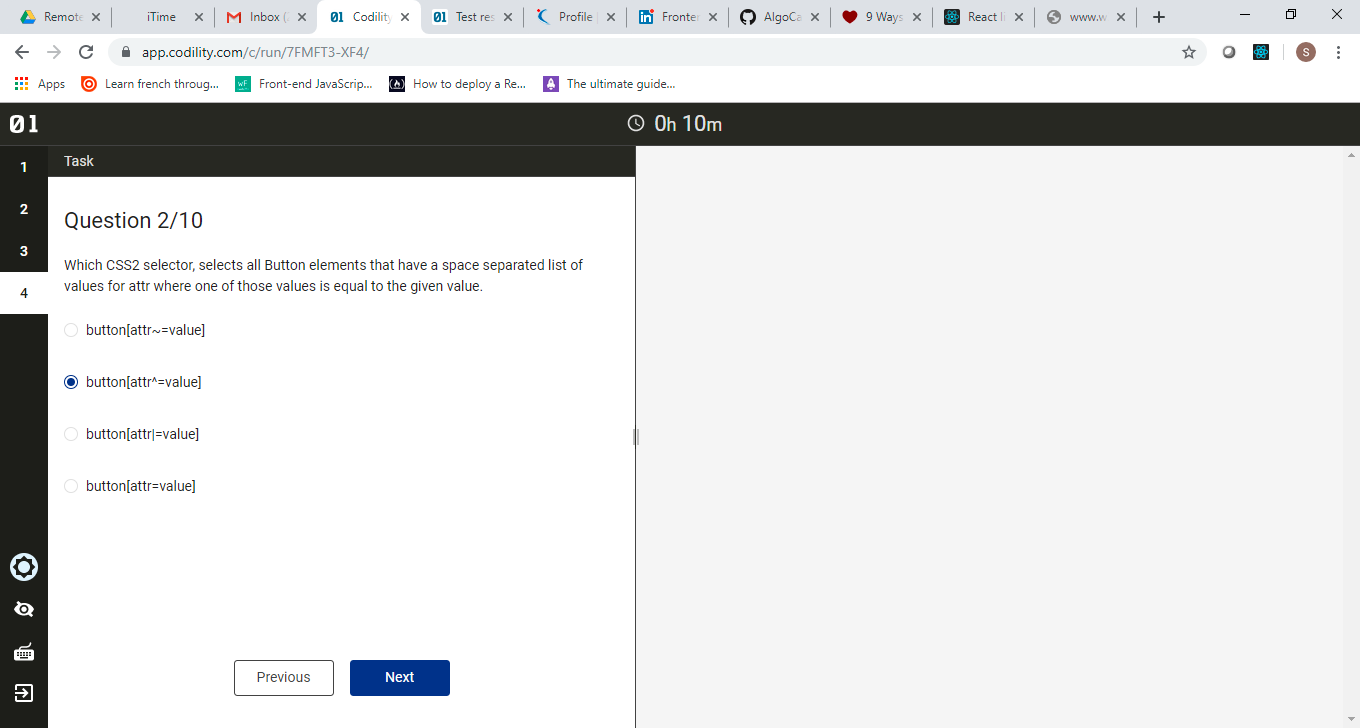 Remote iTime Inbox (2 Codility Test res Profile Fronter AlgoCa 9 Ways React li www.w
app.codility.com/c/run/7FMFT3-XF4/ S
Apps Learn french throug... WF Front-end JavaScrip... How to deploy a Re... The ultimate guide...
01 0h 10m
1 Task
2 Question 2/10
3 Which CSS2 selector, selects all Button elements that have a space separated list of
4 values for attr where one of those values is equal to the given value.
button[attr~=value]
button[attr^=value]
button[attr|=value]
button[attr=value]
Previous Next